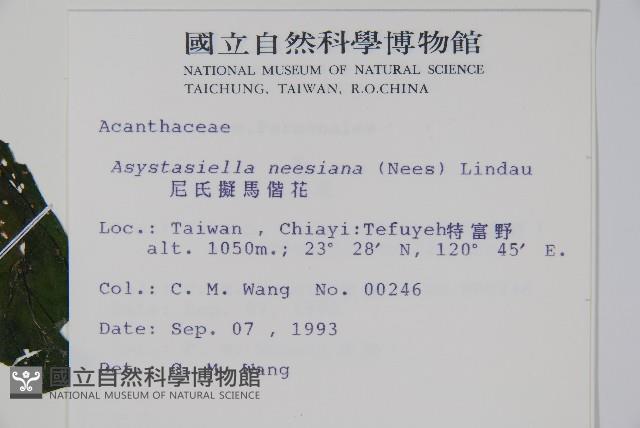 國立自然科學博物館
NATIONAL MUSEUM OF NATURAL SCIENCE
TAICHUNG, TAIWAN, R.O.CHINA
Acanthaceae
Asystasiella neesiana (Nees) Lindau
尼氏擬馬偕花
Loc.: Taiwan , Chiayi:Tefuyeh特富野
alt. 1050m.; 23° 28′ N, 120° 45′ E.
Col.: C. M. Wang No. 00246
Date: Sep. 07 , 1993
Det. C. M. Wang
國立自然科學博物館
NATIONAL MUSEUM OF NATURAL SCIENCE